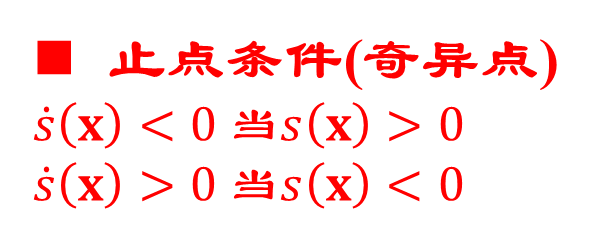 ■ 止点条件(奇异点)
ṡ(𝐱) < 0 当s(𝐱) > 0
ṡ(𝐱) > 0 当s(𝐱) < 0